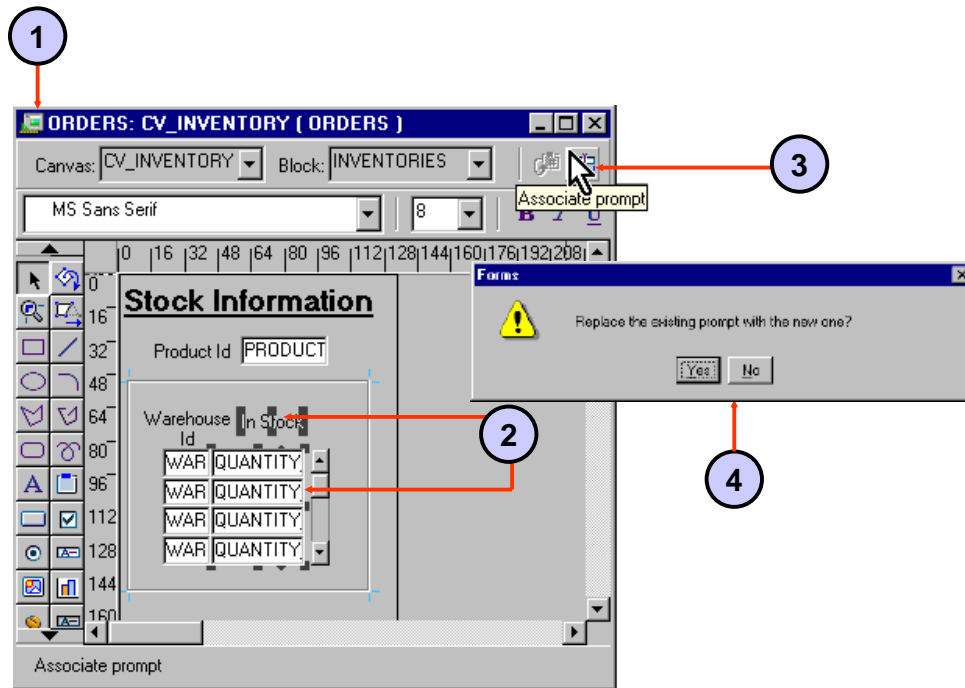 1
ORDERS: CV_INVENTORY ( ORDERS )
Canvas: CV_INVENTORY Block: INVENTORIES
3
Associate prompt
MS Sans Serif 8 B I U
0 16 32 48 64 80 96 112 128 144 160 176 192 208
Forms
Replace the existing prompt with the new one?
Yes No
0
16
32
48
64
80
96
112
128
144
160
Stock Information
Product Id PRODUCT
Warehouse In Stock
Id
2
4
WAR QUANTITY
WAR QUANTITY
WAR QUANTITY
WAR QUANTITY
A
Associate prompt